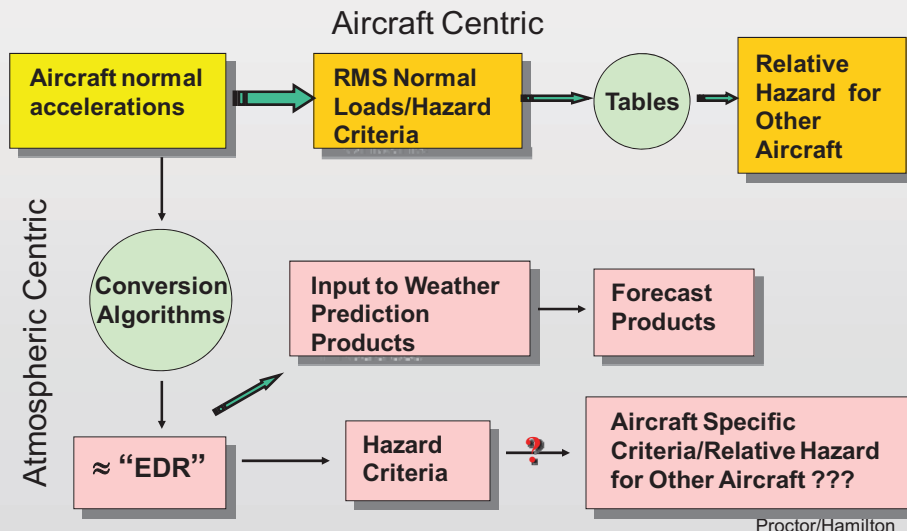 Aircraft Centric
Aircraft normal
accelerations
RMS Normal
Loads/Hazard
Criteria
Tables
Relative
Hazard for
Other
Aircraft
Atmospheric Centric
Conversion
Algorithms
Input to Weather
Prediction
Products
Forecast
Products
≈ “EDR”
Hazard
Criteria
?
Aircraft Specific
Criteria/Relative Hazard
for Other Aircraft ???
Proctor/Hamilton